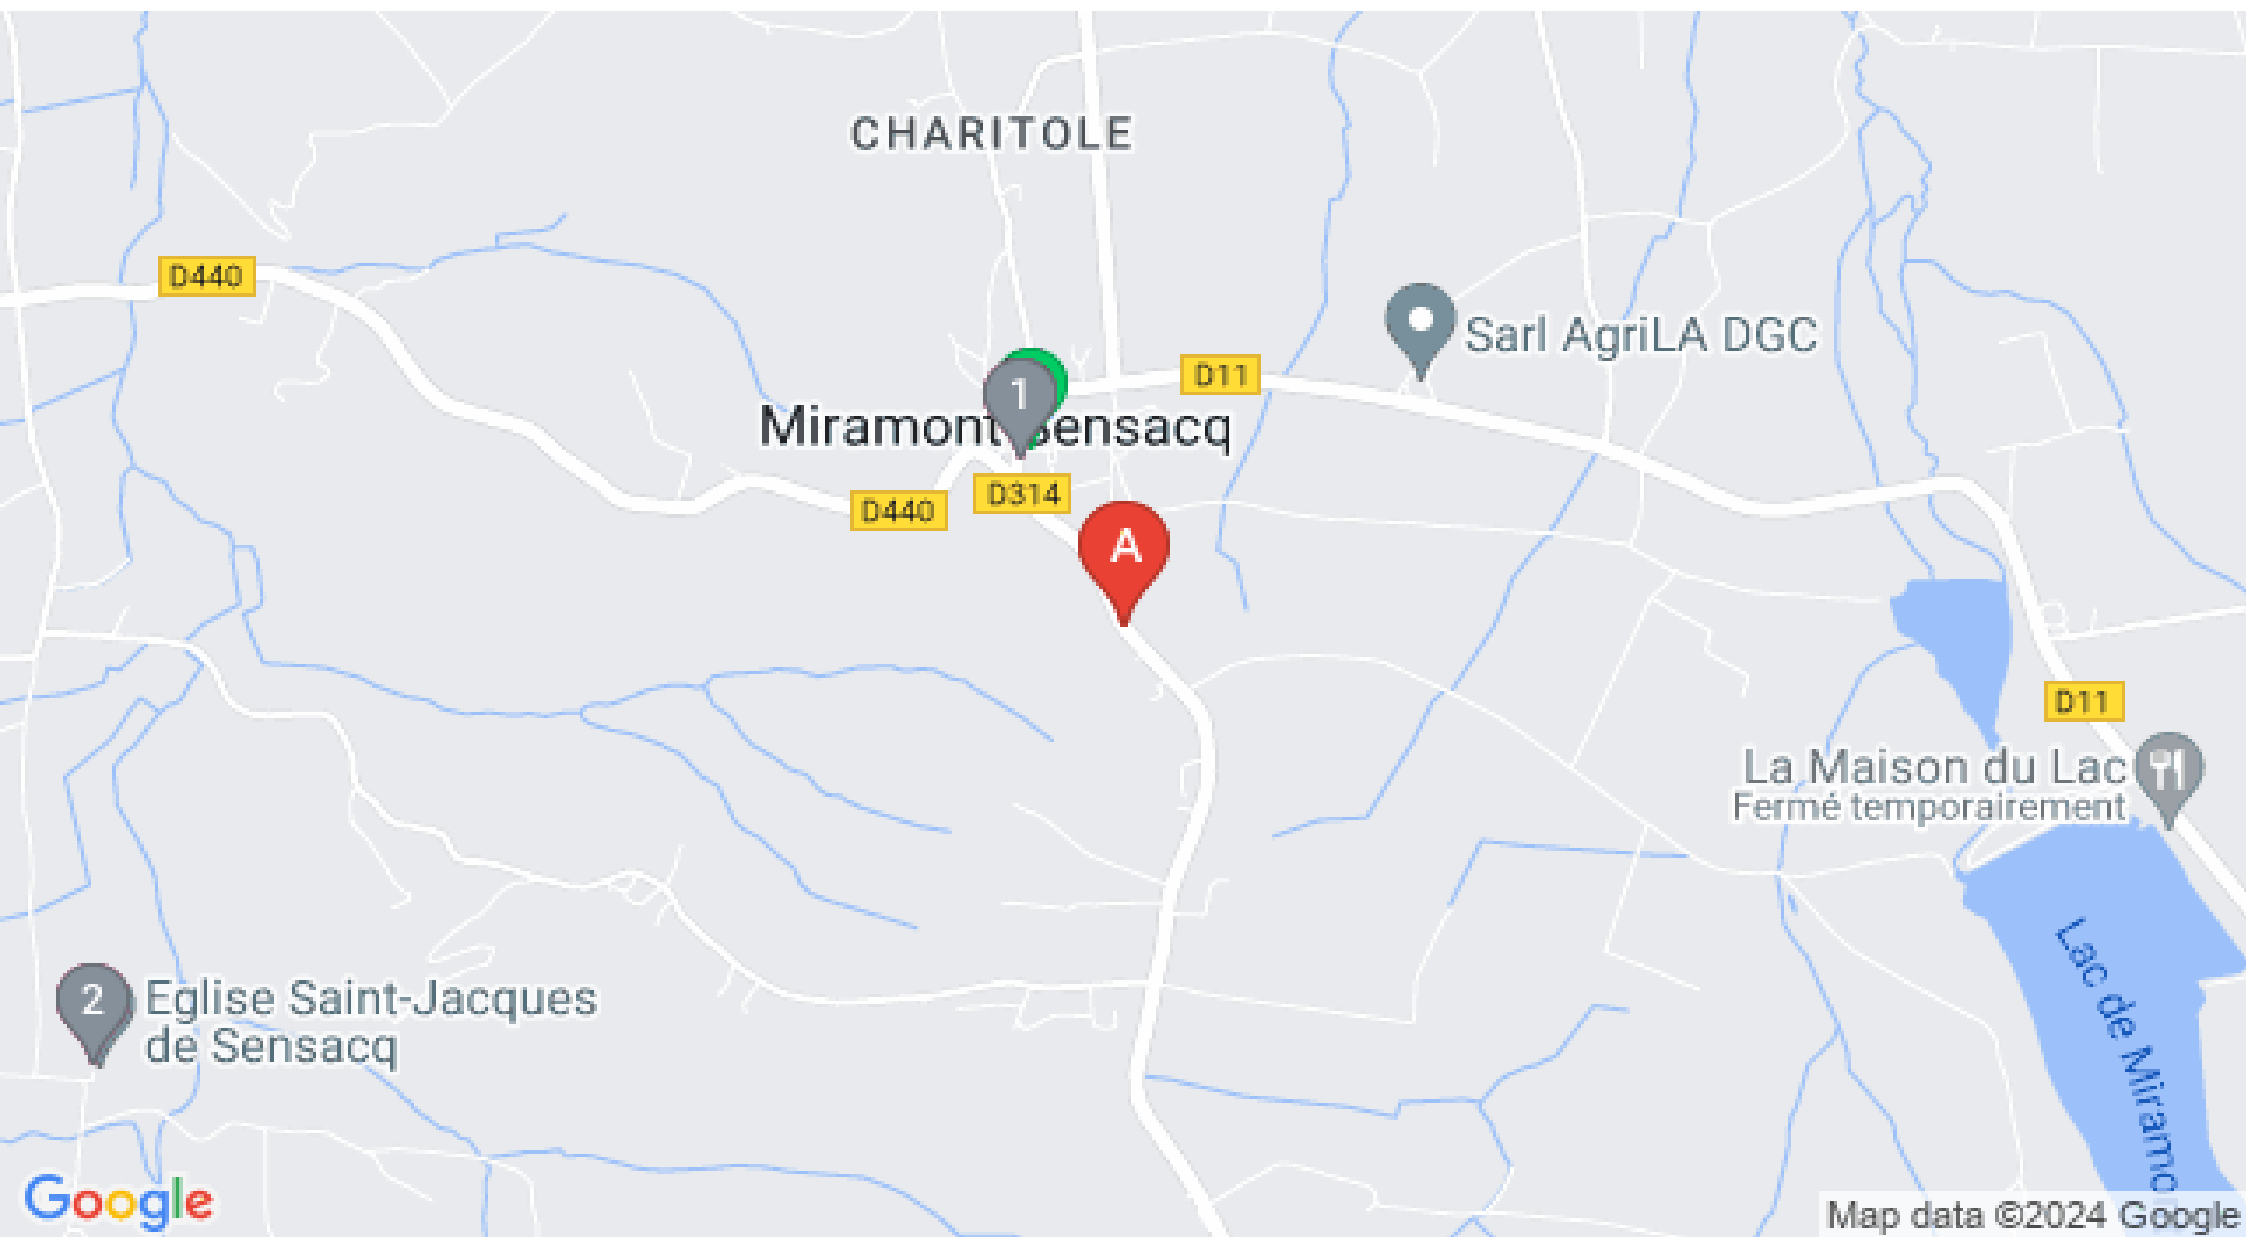 CHARITOLE
D440
Sarl AgriLA DGC
D11
1
Miramont-Sensacq
D314
D440
A
D11
La Maison du Lac
Fermé temporairement
2
Eglise Saint-Jacques
de Sensacq
Lac de Miramo
Google
Map data ©2024 Google